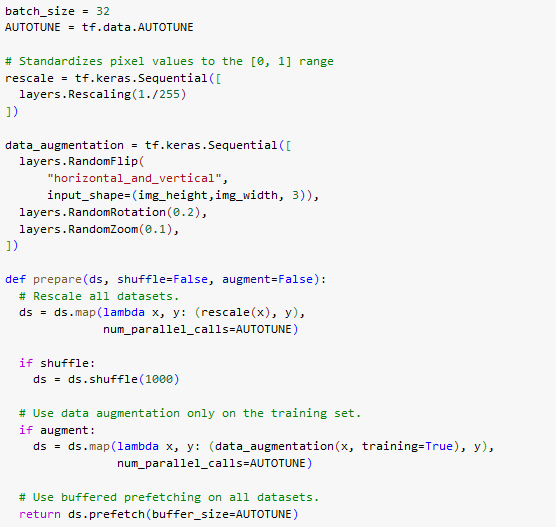 batch_size = 32
AUTOTUNE = tf.data.AUTOTUNE

# Standardizes pixel values to the [0, 1] range
rescale = tf.keras.Sequential([
  layers.Rescaling(1./255)
])

data_augmentation = tf.keras.Sequential([
  layers.RandomFlip(
      "horizontal_and_vertical",
      input_shape=(img_height,img_width, 3)),
  layers.RandomRotation(0.2),
  layers.RandomZoom(0.1),
])

def prepare(ds, shuffle=False, augment=False):
  # Rescale all datasets.
  ds = ds.map(lambda x, y: (rescale(x), y),
              num_parallel_calls=AUTOTUNE)

  if shuffle:
    ds = ds.shuffle(1000)

  # Use data augmentation only on the training set.
  if augment:
    ds = ds.map(lambda x, y: (data_augmentation(x, training=True), y),
                num_parallel_calls=AUTOTUNE)

  # Use buffered prefetching on all datasets.
  return ds.prefetch(buffer_size=AUTOTUNE)